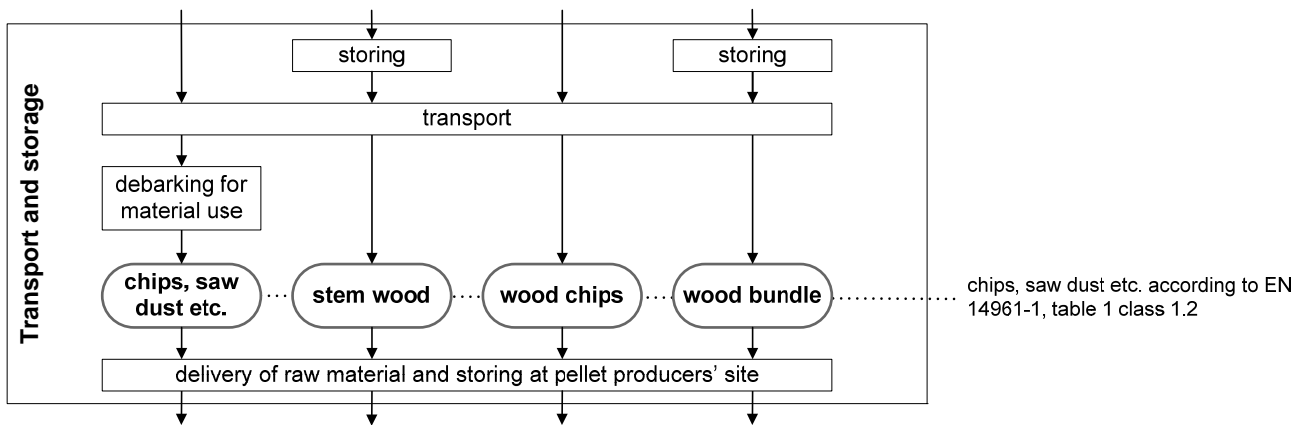 Transport and storage
storing
storing
transport
debarking for
material use
chips, saw
dust etc.
stem wood
wood chips
wood bundle
chips, saw dust etc. according to EN
14961-1, table 1 class 1.2
delivery of raw material and storing at pellet producers' site